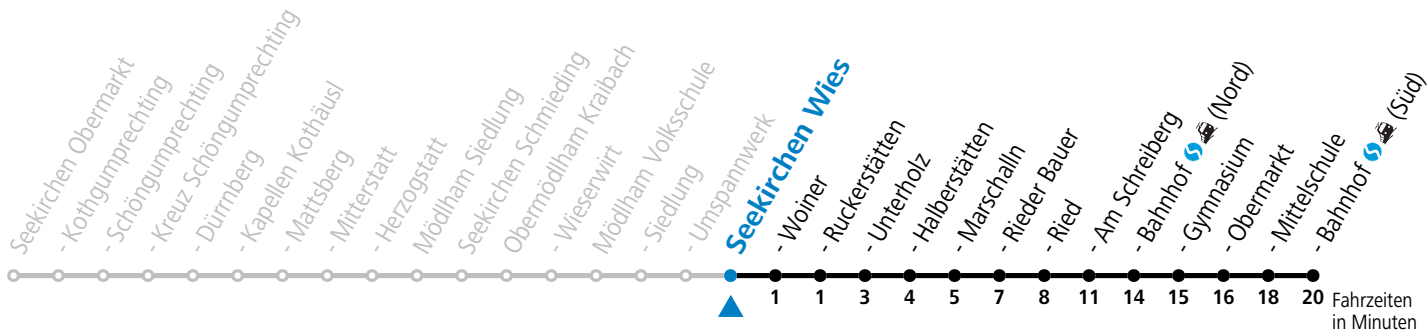 Seekirchen Obermarkt
- Kothgumprechting
- Schöngumprechting
- Kreuz Schöngumprechting
- Dürrnberg
- Kapellen Kothäusl
- Mattsberg
- Mitterstatt
- Herzogstatt
Mödlham Siedlung
Seekirchen Schmieding
Obermödlham Kraibach
- Wieserwirt
Mödlham Volksschule
- Siedlung
- Umspannwerk
Seekirchen Wies
- Woiner
- Ruckerstätten
- Unterholz
- Halberstätten
- Marschalln
- Rieder Bauer
- Ried
- Am Schreiberg
- Bahnhof (Nord)
- Gymnasium
- Obermarkt
- Mittelschule
- Bahnhof (Süd)
1 1 3 4 5 7 8 11 14 15 16 18 20 Fahrzeiten
in Minuten